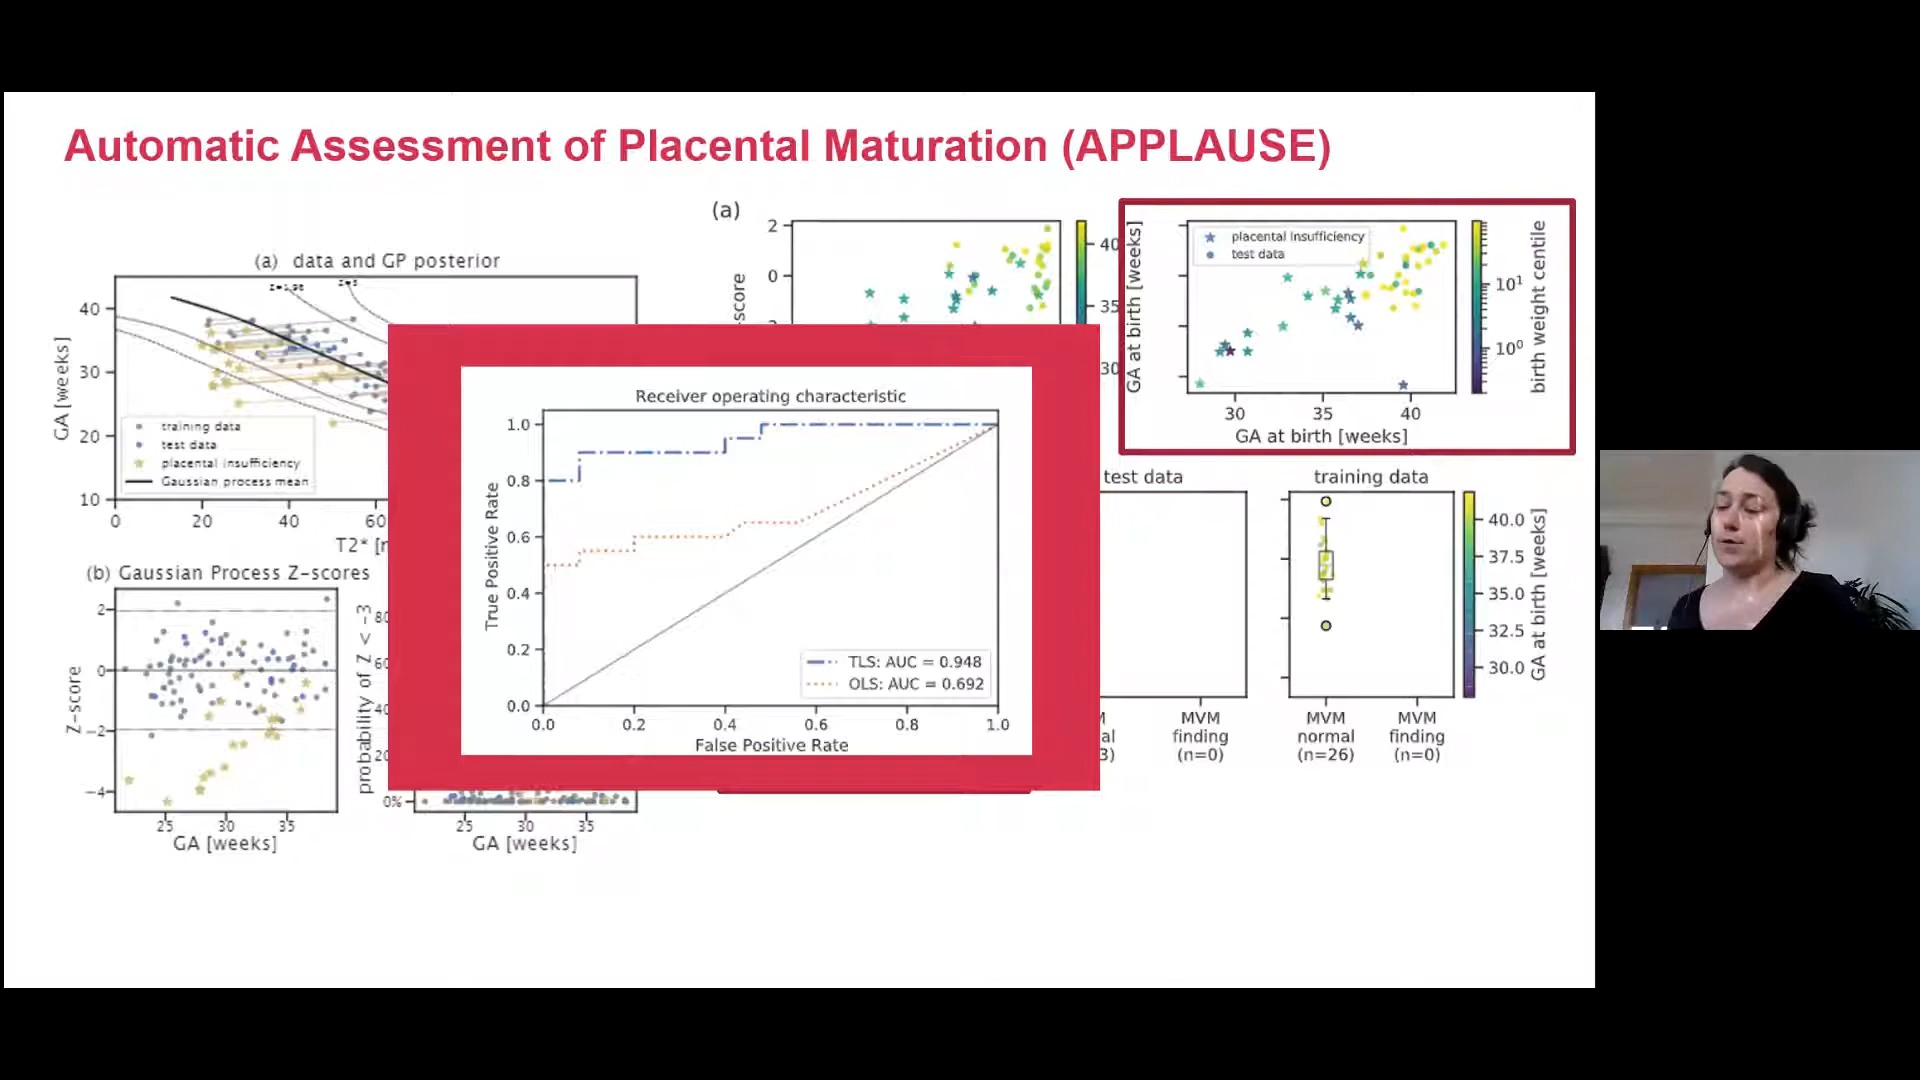 Automatic Assessment of Placental Maturation (APPLAUSE)
(a) data and GP posterior
GA [weeks]
40
30
20
10
0
20
40
60
training data
test data
placental insufficiency
Gaussian process mean
T2*
(b) Gaussian Process Z-scores
Z-score
2
0
−2
−4
25
30
35
GA [weeks]
probability of Z < −3
0%
25
30
35
GA [weeks]
(a)
2
0
-score
40
35
30
Receiver operating characteristic
True Positive Rate
1.0
0.8
0.6
0.4
0.2
0.0
0.0
0.2
0.4
0.6
0.8
1.0
False Positive Rate
TLS: AUC = 0.948
OLS: AUC = 0.692
GA at birth [weeks]
placental insufficiency
test data
30
35
40
GA at birth [weeks]
10¹
10⁰
birth weight centile
test data
MVM
finding
(n=0)
training data
MVM
normal
(n=26)
MVM
finding
(n=0)
40.0
37.5
35.0
32.5
30.0
GA at birth [weeks]